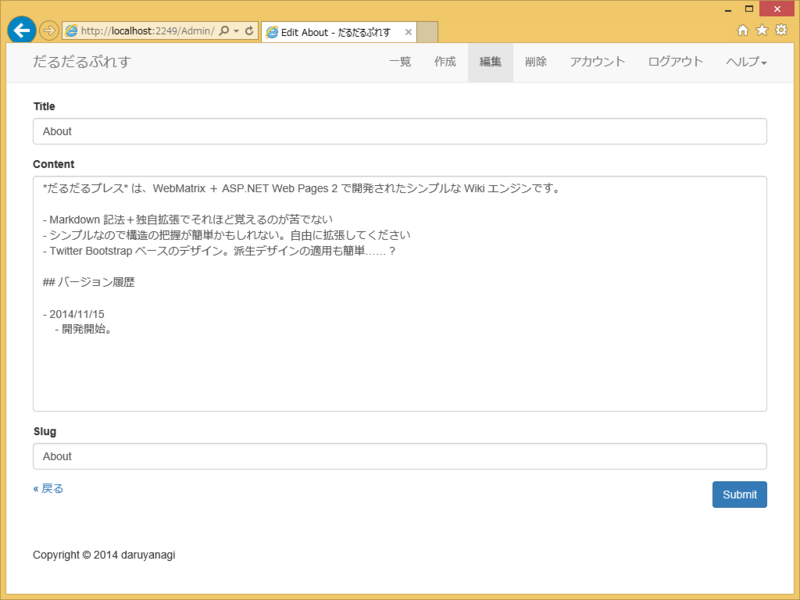 http://localhost:2249/Admin/
Edit About - だるだるぷれす
だるだるぷれす
一覧 作成 編集 削除 アカウント ログアウト ヘルプ
Title
About
Content
*だるだるプレス* は、WebMatrix + ASP.NET Web Pages 2 で開発されたシンプルな Wiki エンジンです。
- Markdown 記法+独自拡張でそれほど覚えるのが苦でない
- シンプルなので構造の把握が簡単かもしれない。自由に拡張してください
- Twitter Bootstrap ベースのデザイン。派生デザインの適用も簡単……？
## バージョン履歴
- 2014/11/15
- 開発開始。
Slug
About
« 戻る
Submit
Copyright © 2014 daruyanagi